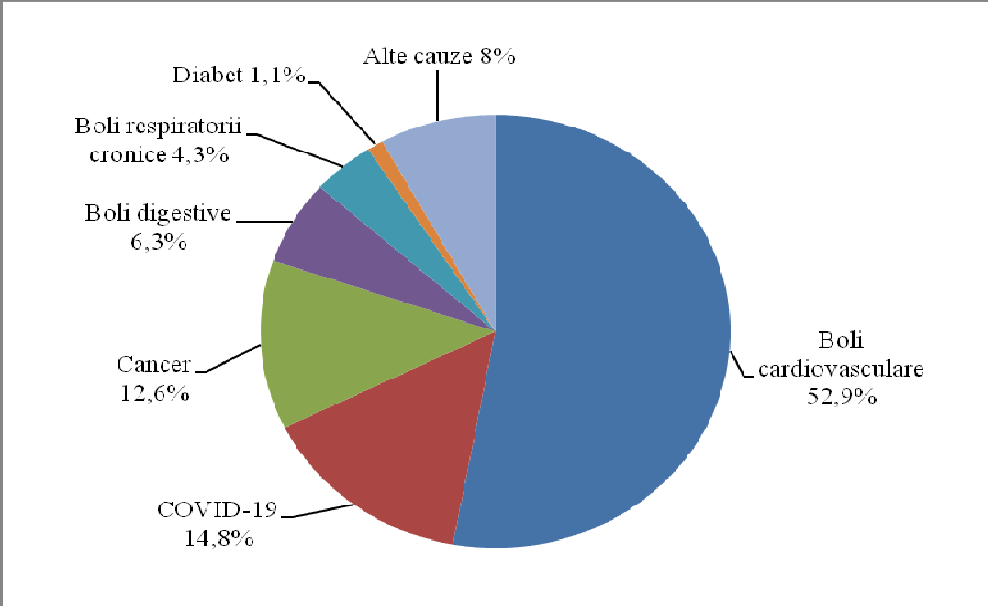 Alte cauze 8%
Diabet 1,1%
Boli respiratorii
cronice 4,3%
Boli digestive
6,3%
Cancer
12,6%
COVID-19
14,8%
Boli
cardiovasculare
52,9%